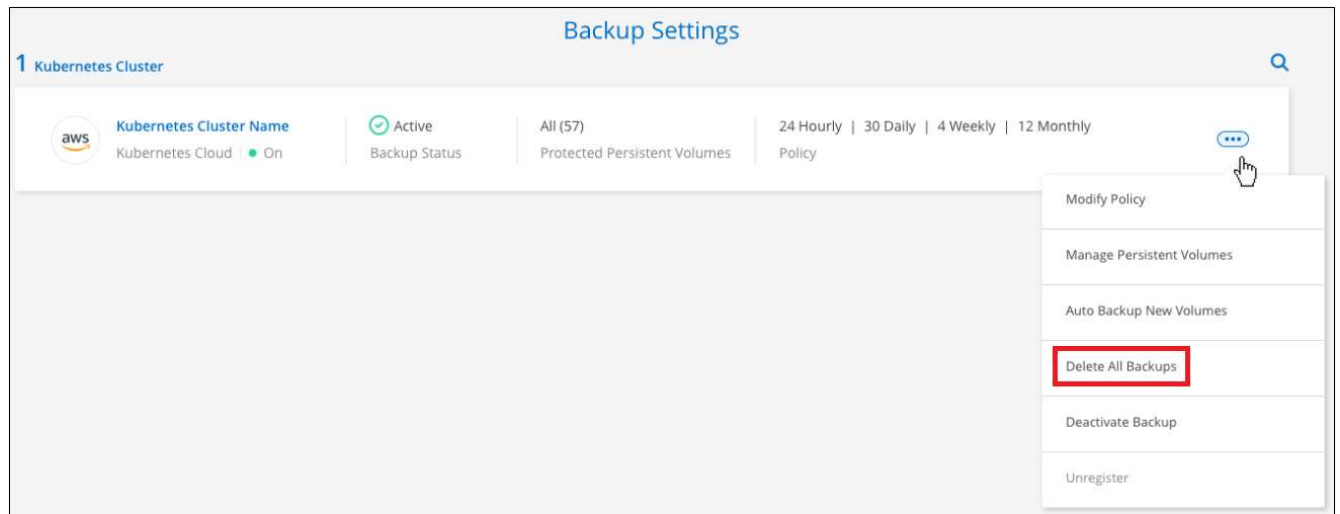 Backup Settings
1 Kubernetes Cluster
aws
Kubernetes Cluster Name
Kubernetes Cloud
On
Active
Backup Status
All (57)
Protected Persistent Volumes
24 Hourly | 30 Daily | 4 Weekly | 12 Monthly
Policy
Modify Policy
Manage Persistent Volumes
Auto Backup New Volumes
Delete All Backups
Deactivate Backup
Unregister